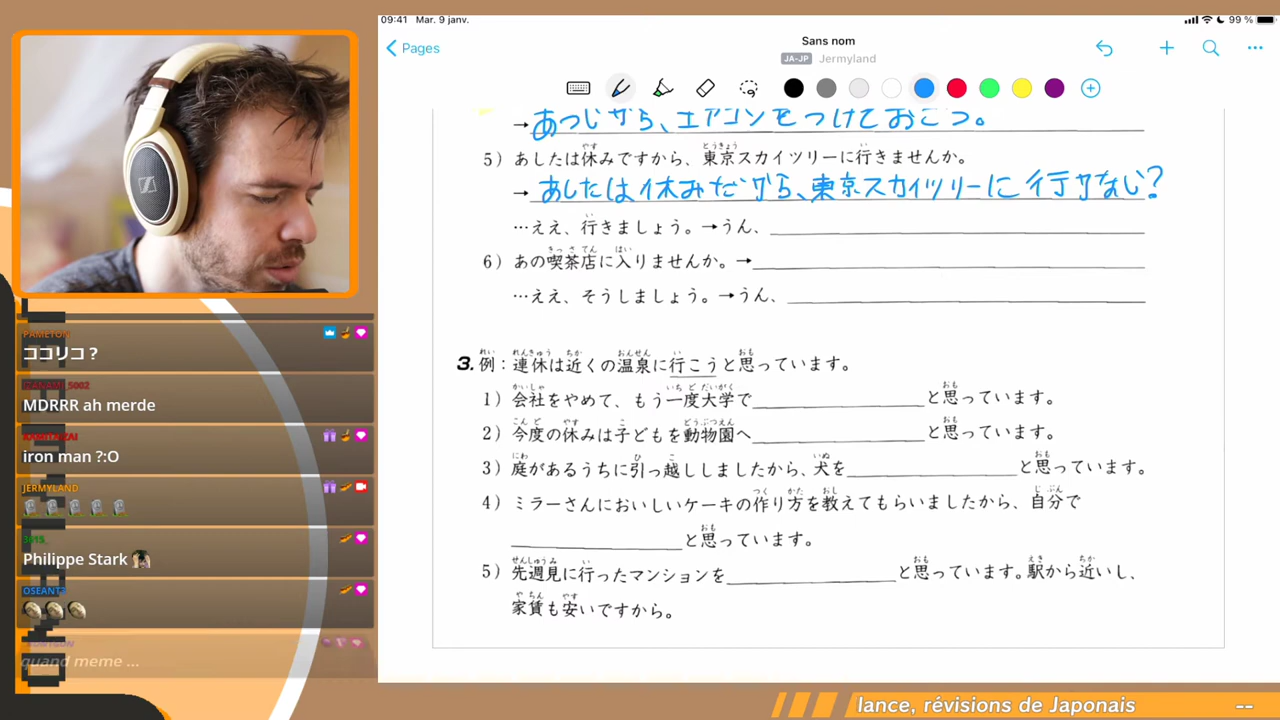 09:41 Mar. 9 janv.
99 %
Pages
Sans nom
JA-JP Jermyland
→ あついから、エアコンをつけておこう。
5) あしたは休みですから、東京スカイツリーに行きませんか。
→ あしたは休みだから、東京スカイツリーに行かない?
…ええ、行きましょう。→うん、
6) あの喫茶店に入りませんか。→
…ええ、そうしましょう。→うん、
3. 例:連休は近くの温泉に行こうと思っています。
1) 会社をやめて、もう一度大学で と思っています。
2) 今度の休みは子どもを動物園へ と思っています。
3) 庭があるうちに引っ越ししましたから、犬を と思っています。
4) ミラーさんにおいしいケーキの作り方を教えてもらいましたから、自分で
と思っています。
5) 先週見に行ったマンションを と思っています。駅から近いし、
家賃も安いですから。
PAMETON
ココリコ ?
MDRRR ah merde
iron man ?:O
JERMYLAND
Philippe Stark
quand meme ...
lance, révisions de Japonais --